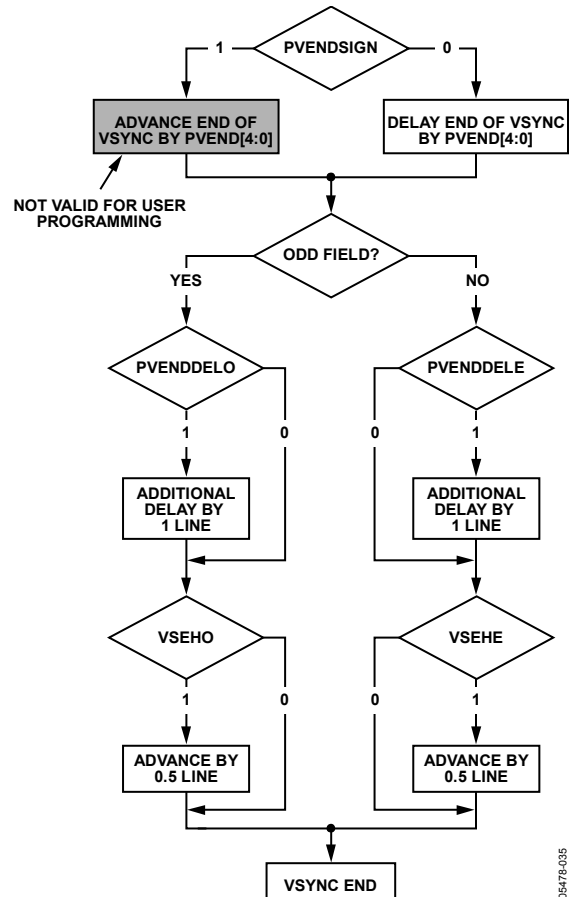 PVENDSIGN
1
0
ADVANCE END OF
VSYNC BY PVEND[4:0]
DELAY END OF VSYNC
BY PVEND[4:0]
NOT VALID FOR USER
PROGRAMMING
ODD FIELD?
YES
NO
PVENDDELO
PVENDDELE
1
0
0
1
ADDITIONAL
DELAY BY
1 LINE
ADDITIONAL
DELAY BY
1 LINE
VSEHO
VSEHE
1
0
0
1
ADVANCE BY
0.5 LINE
ADVANCE BY
0.5 LINE
VSYNC END
05478-035